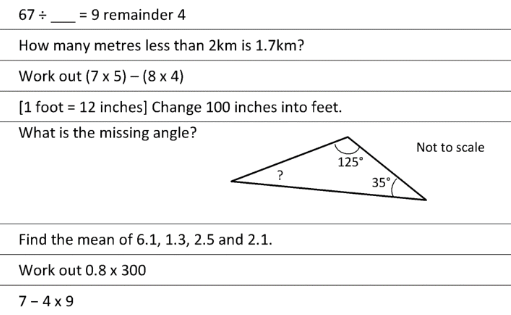 67 ÷ ___ = 9 remainder 4
How many metres less than 2km is 1.7km?
Work out (7 x 5) – (8 x 4)
[1 foot = 12 inches] Change 100 inches into feet.
What is the missing angle?
Not to scale
125°
?
35°
Find the mean of 6.1, 1.3, 2.5 and 2.1.
Work out 0.8 x 300
7 – 4 x 9